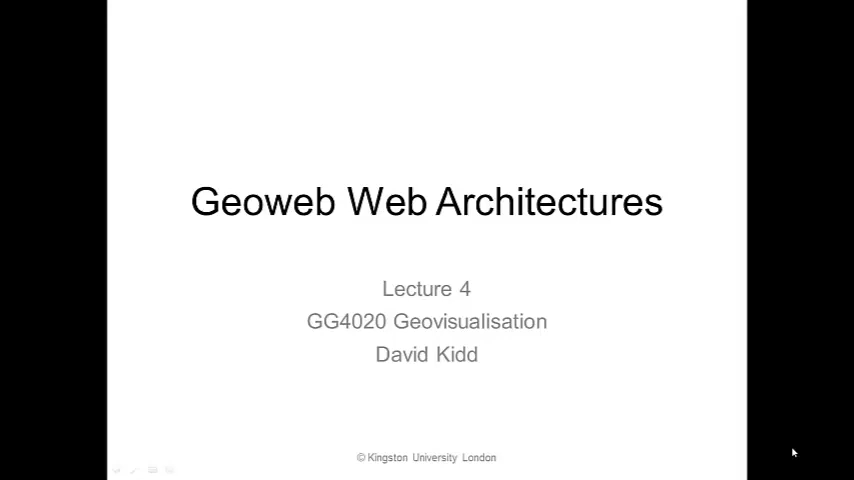 Geoweb Web Architectures
Lecture 4
GG4020 Geovisualisation
David Kidd
© Kingston University London